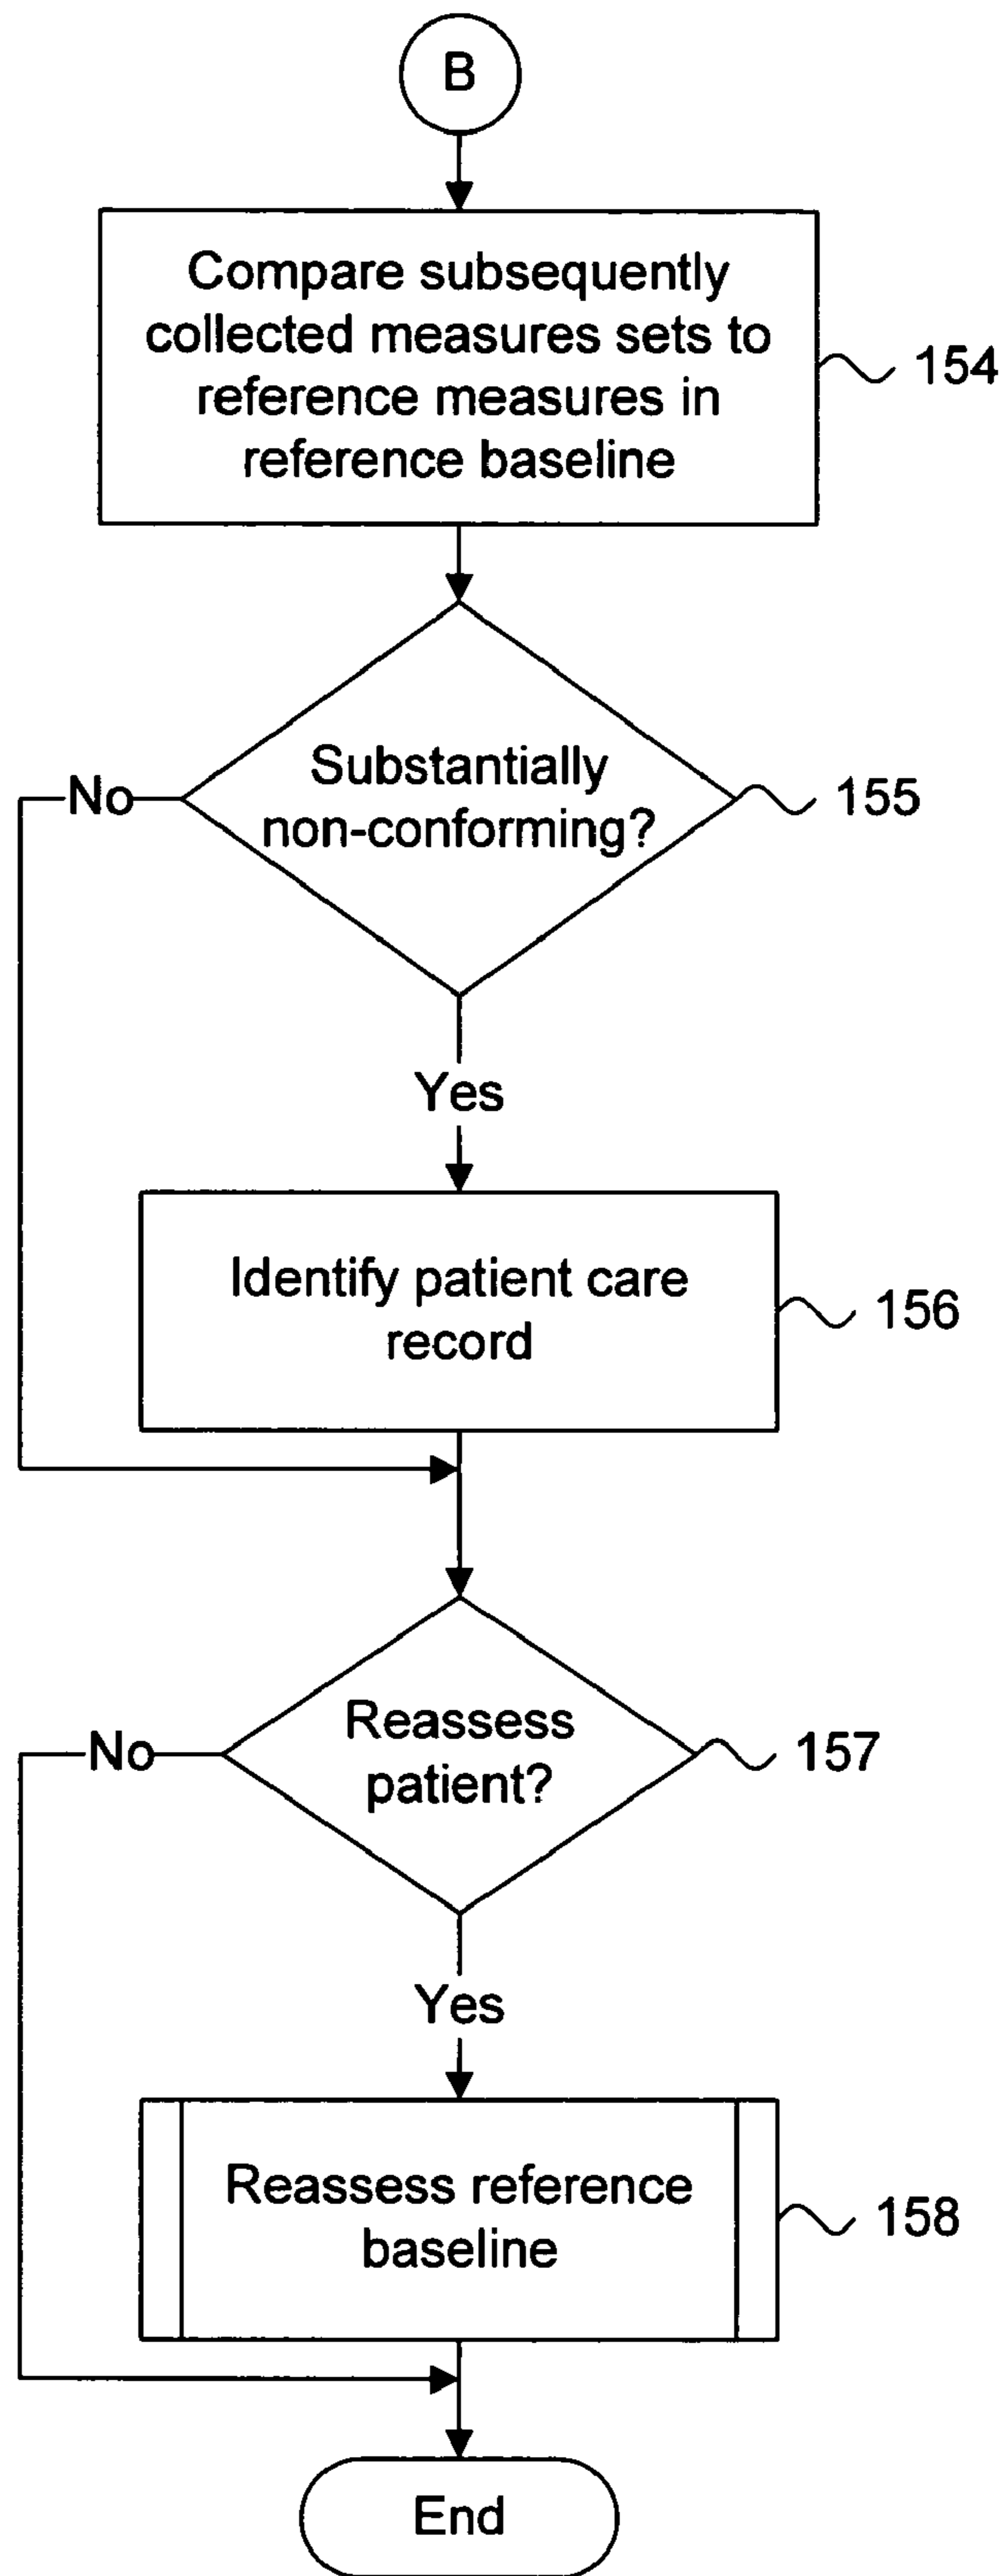 B
Compare subsequently
collected measures sets to
reference measures in
reference baseline
154
Substantially
non-conforming?
155
No
Yes
Identify patient care
record
156
Reassess
patient?
157
No
Yes
Reassess reference
baseline
158
End